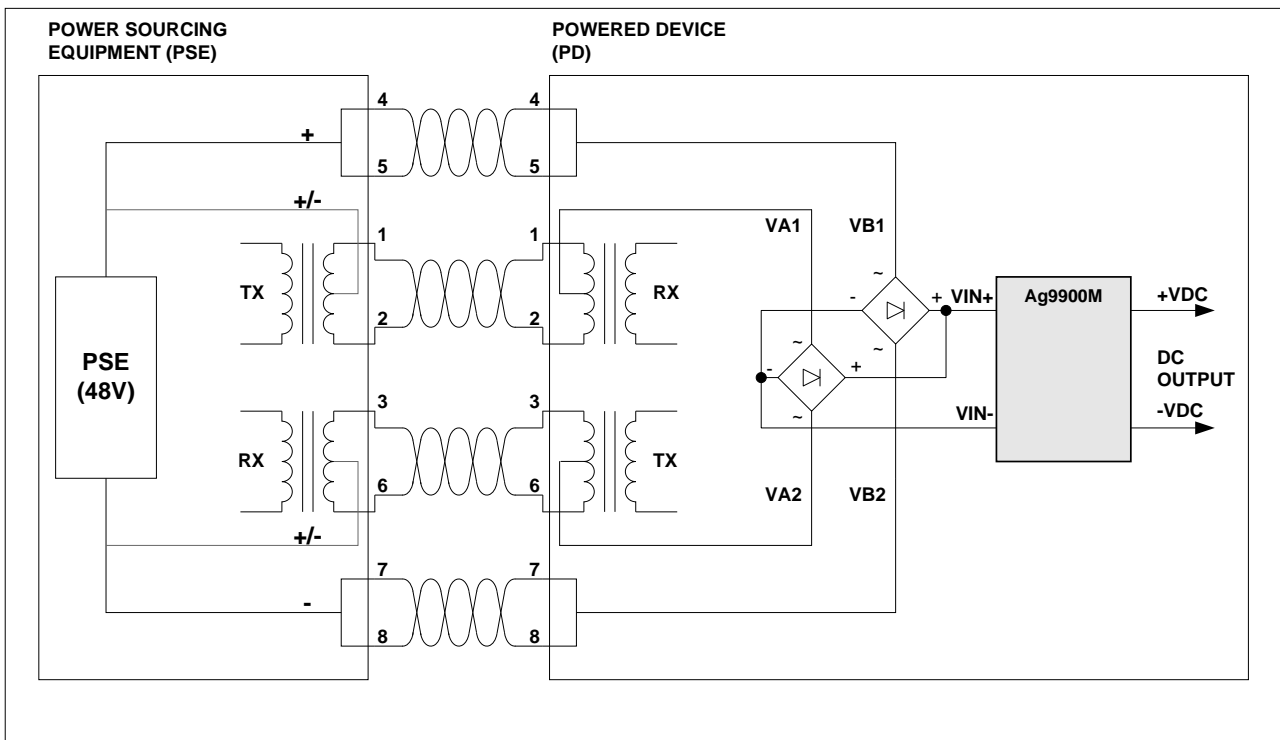 POWER SOURCING
EQUIPMENT (PSE)
POWERED DEVICE
(PD)
4
4
+
5
5
+/-
1
1
VA1
VB1
~
TX
RX
-
+
VIN+
Ag9900M
+VDC
2
2
~
~
PSE
(48V)
-
+
DC
OUTPUT
3
3
~
VIN-
-VDC
RX
TX
6
6
VA2
VB2
+/-
7
7
-
8
8